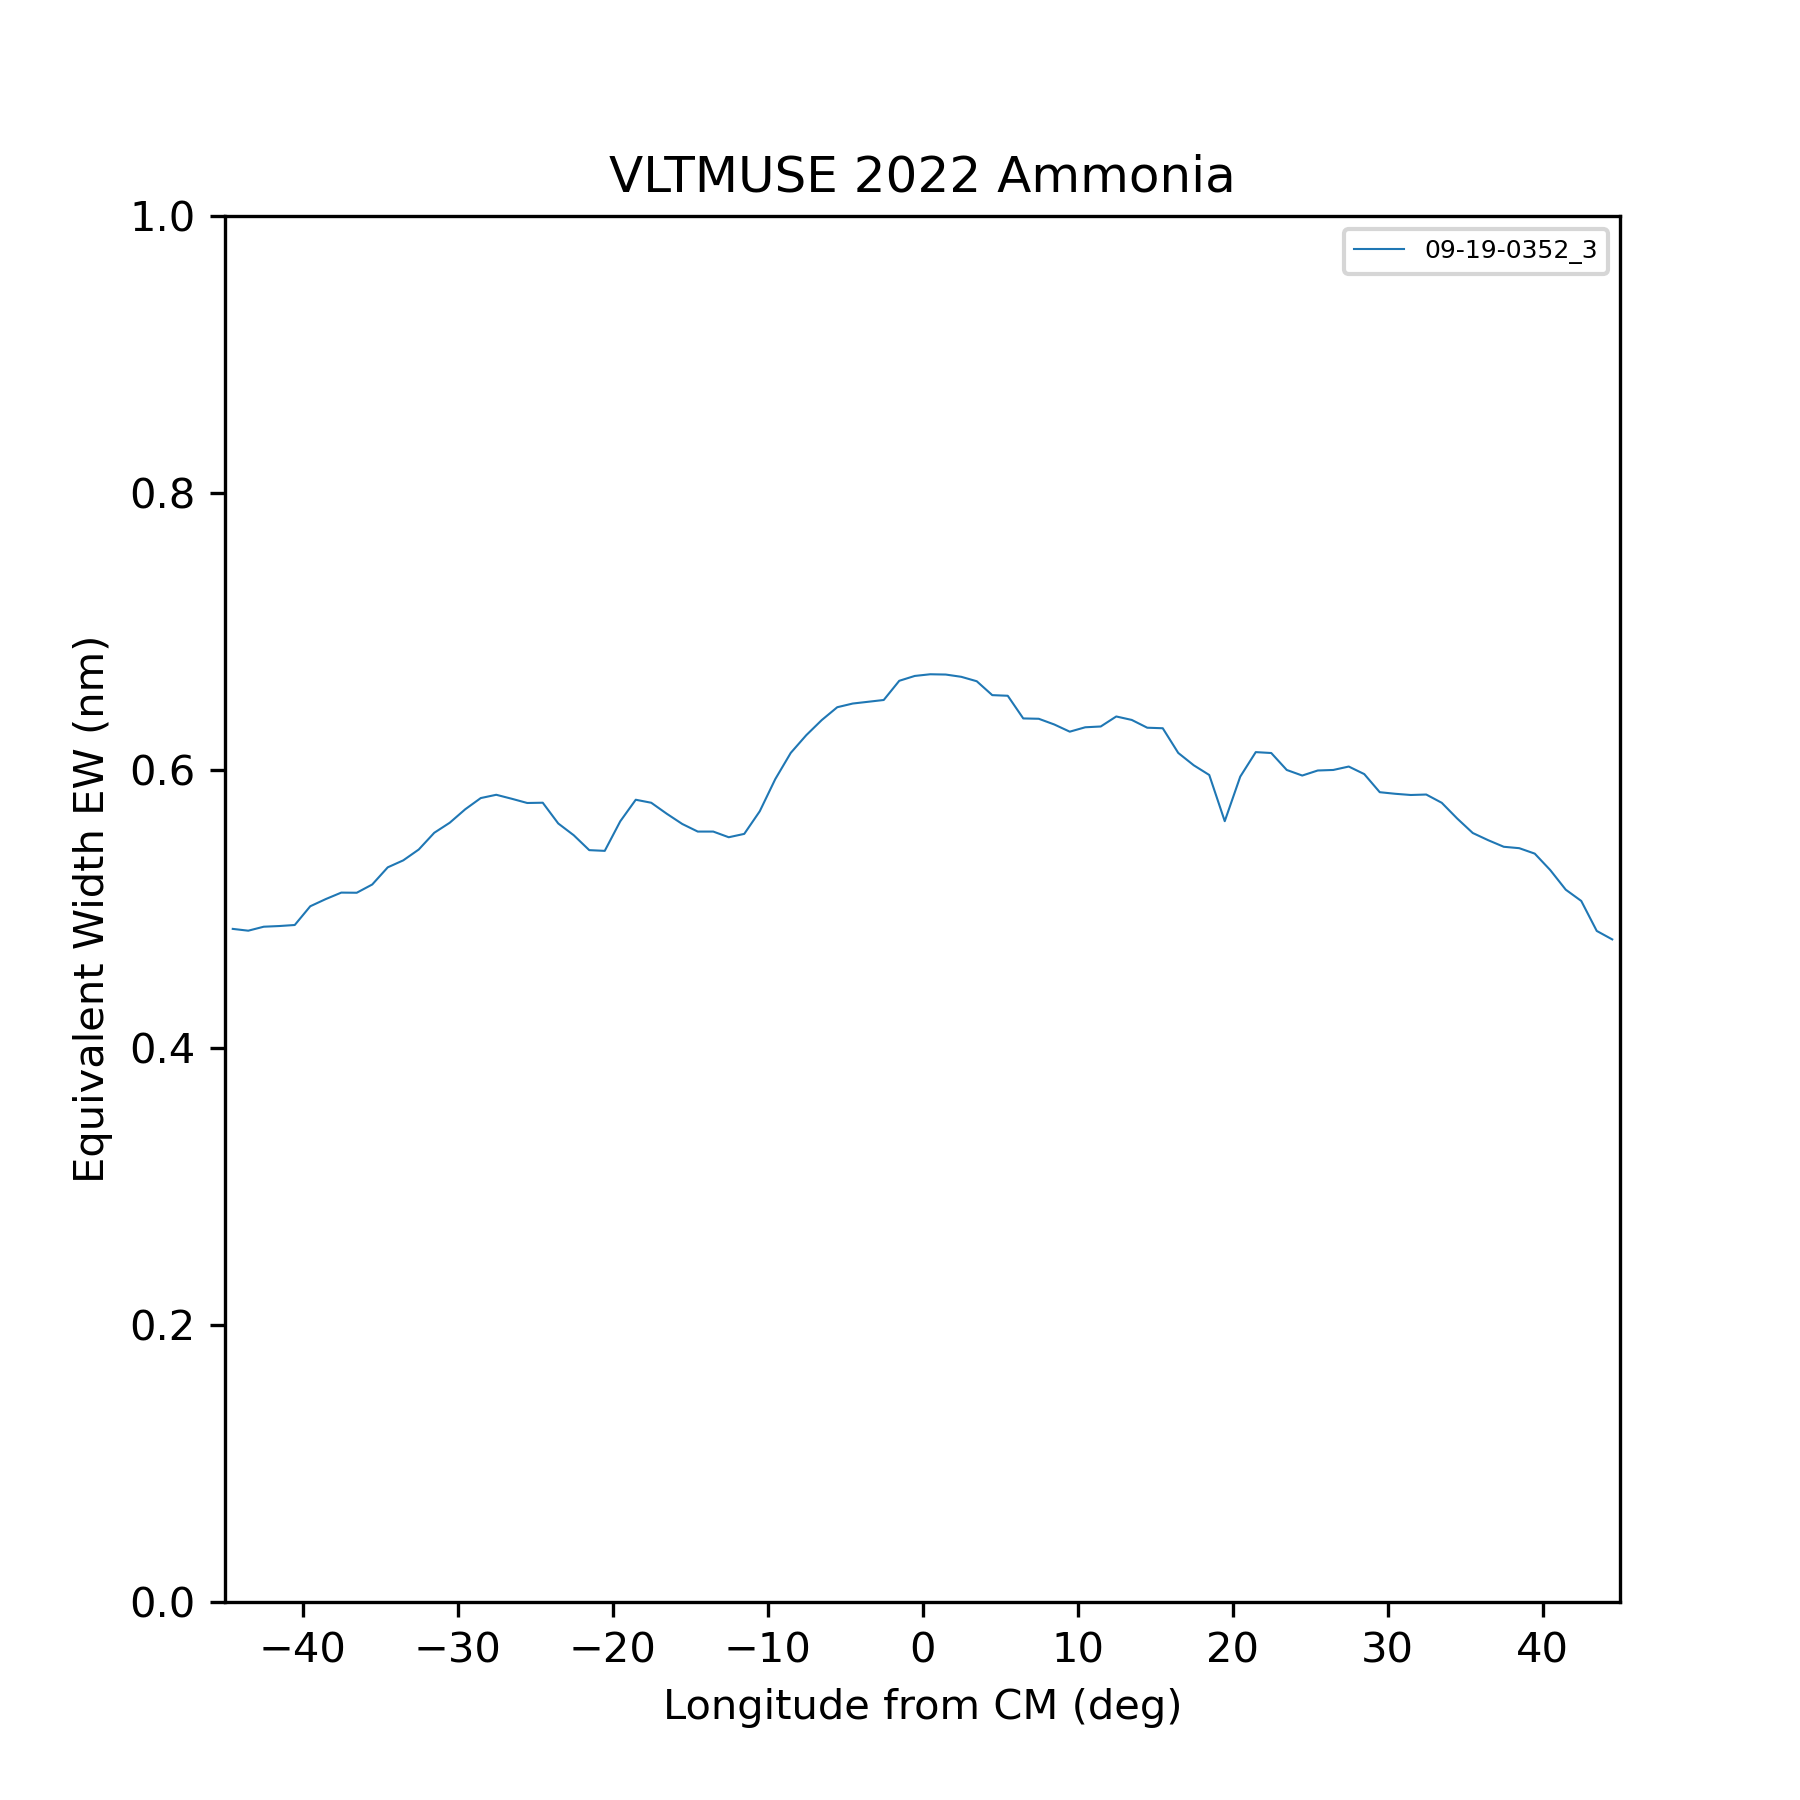 VLTMUSE 2022 Ammonia
1.0
09-19-0352_3
0.8
0.6
0.4
0.2
0.0
Equivalent Width EW (nm)
−40 −30 −20 −10 0 10 20 30 40
Longitude from CM (deg)